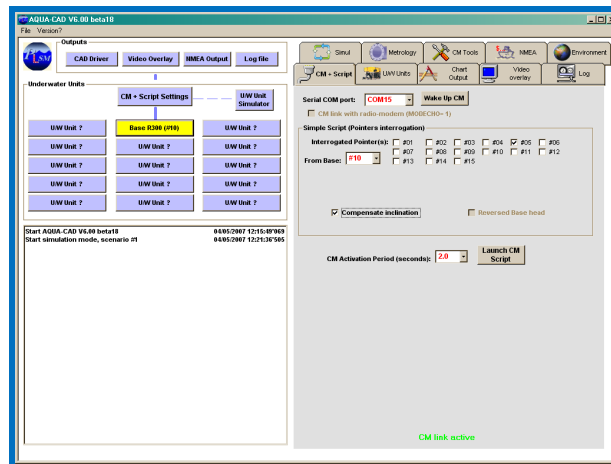 AQUA-CAD V6.00 beta18
File Version?
Outputs
CAD Driver Video Overlay NMEA Output Log file
Underwater Units
CM + Script Settings
U/W Unit Simulator
U/W Unit ? Base R300 (#10) U/W Unit ?
U/W Unit ? U/W Unit ? U/W Unit ?
U/W Unit ? U/W Unit ? U/W Unit ?
U/W Unit ? U/W Unit ? U/W Unit ?
U/W Unit ? U/W Unit ? U/W Unit ?
Start AQUA-CAD V6.00 beta18 04/05/2007 12:15:49'069
Start simulation mode, scenario #1 04/05/2007 12:21:36'505
Simul Metrology CM Tools NMEA Environment
CM + Script U/W Units Chart Output Video overlay Log
Serial COM port: COM15 Wake Up CM
CM link with radio-modem (MODECHO=1)
Simple Script (Pointers interrogation)
Interrogated Pointer(s): #01 #02 #03 #04 #05 #06
#07 #08 #09 #10 #11 #12
From Base: #10 #13 #14 #15
Compensate inclination Reversed Base head
CM Activation Period (seconds): 2.0 Launch CM Script
CM link active